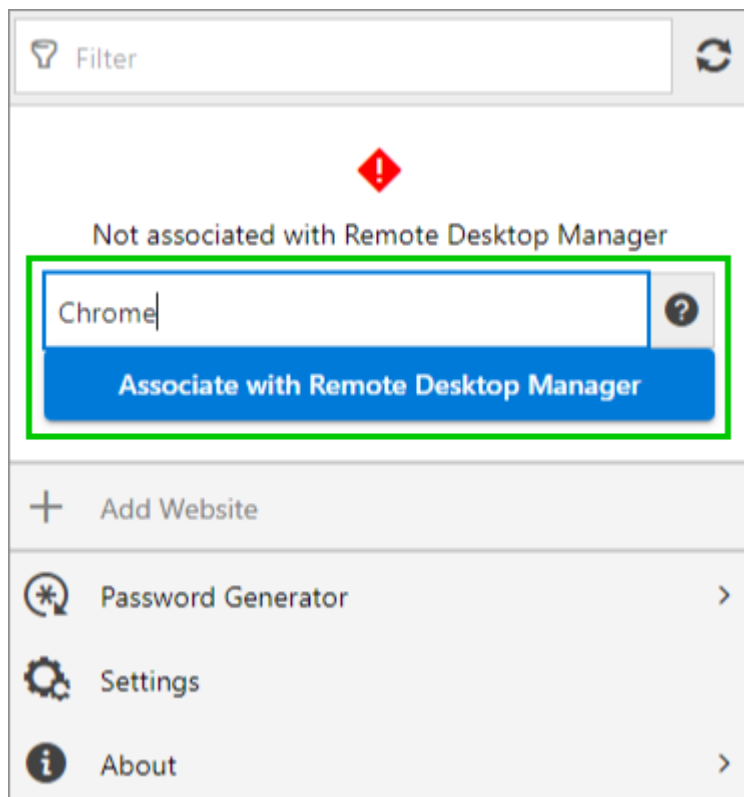 Filter
Not associated with Remote Desktop Manager
Chrome
Associate with Remote Desktop Manager
Add Website
Password Generator
Settings
About